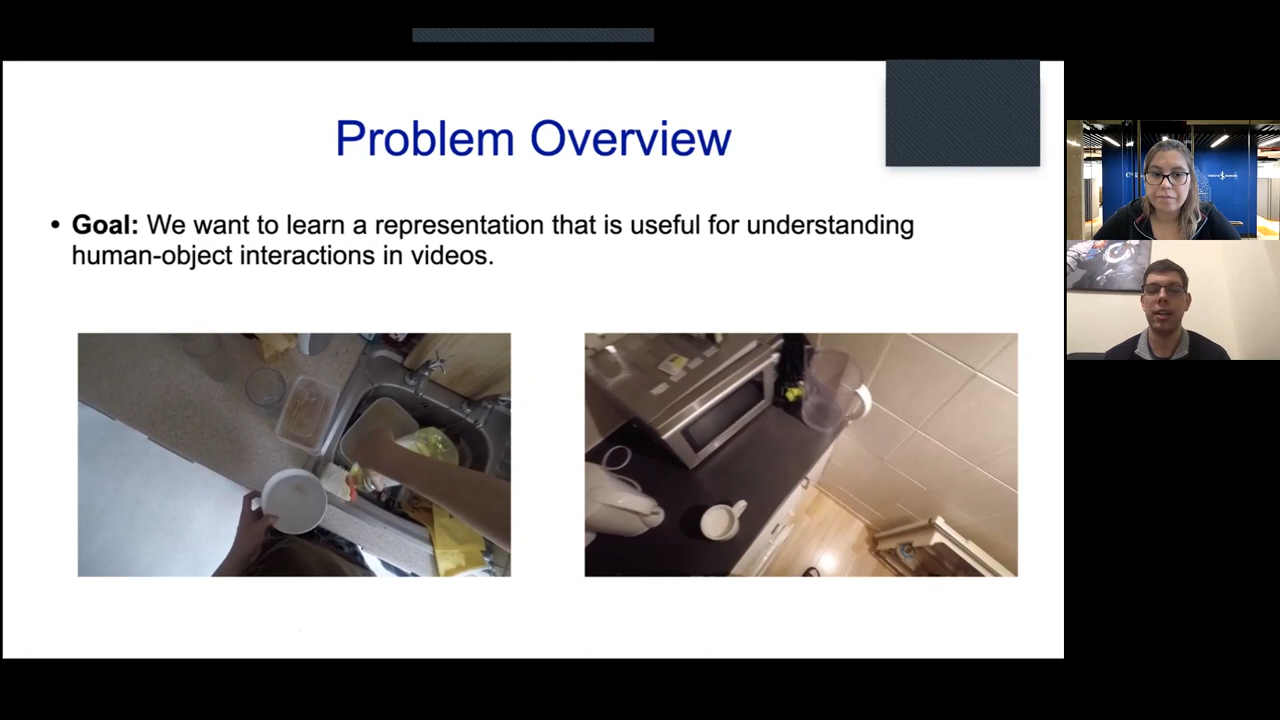 Problem Overview
• Goal: We want to learn a representation that is useful for understanding
human-object interactions in videos.